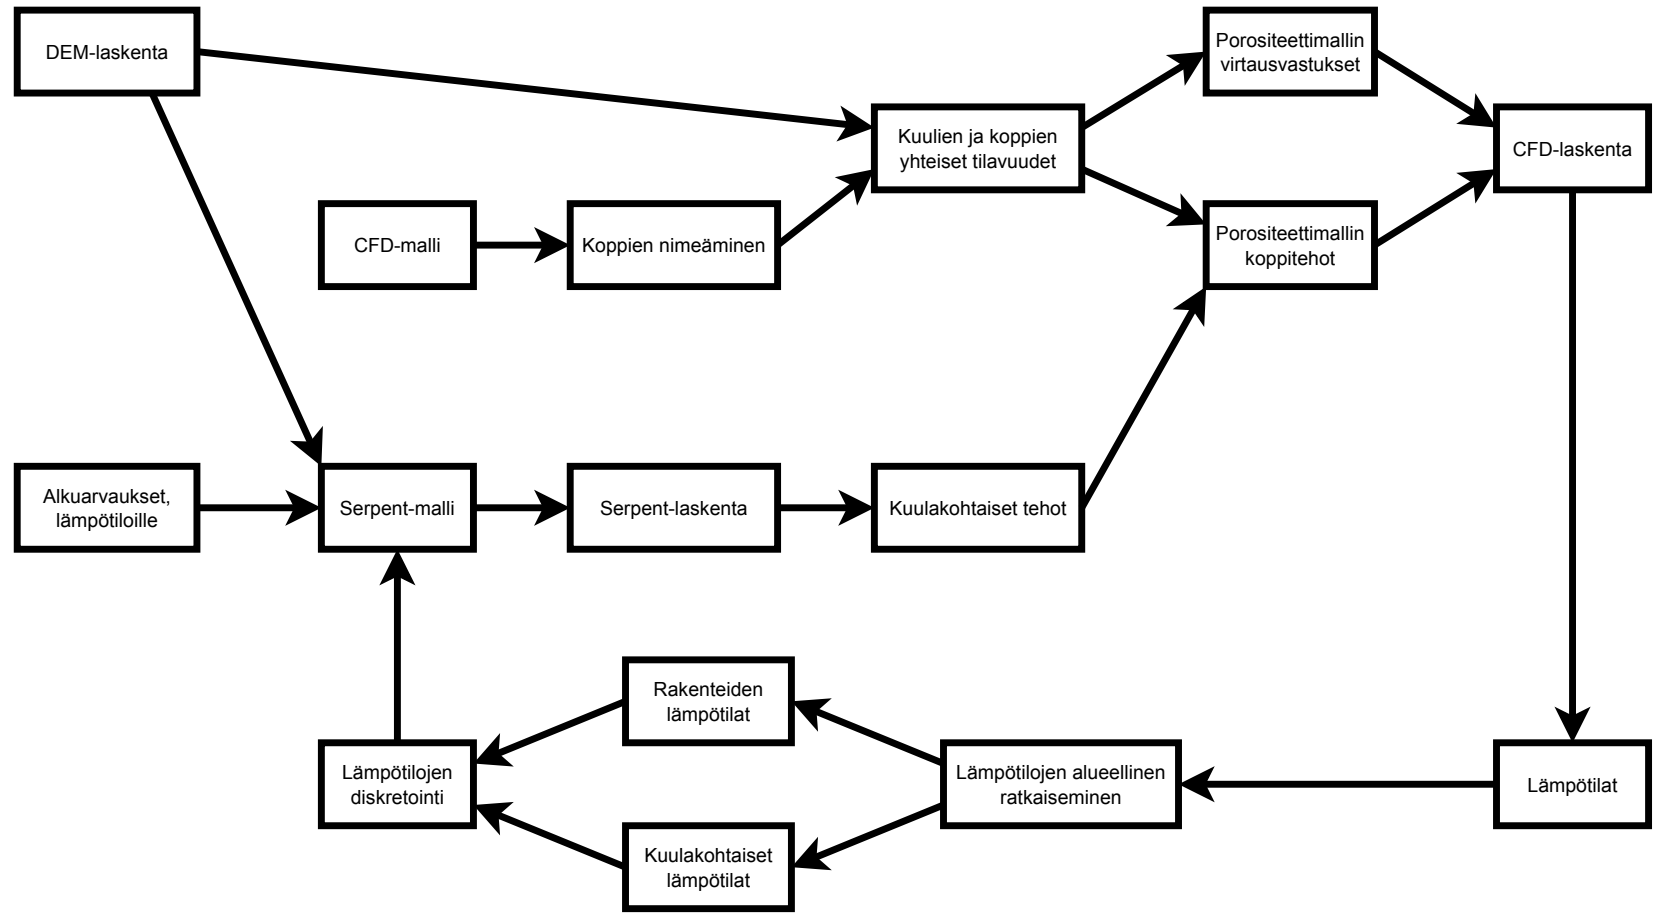 DEM-laskenta
Porositeettimallin
virtausvastukset
Kuulien ja koppien
yhteiset tilavuudet
CFD-laskenta
CFD-malli
Koppien nimeäminen
Porositeettimallin
koppitehot
Alkuarvaukset,
lämpötiloille
Serpent-malli
Serpent-laskenta
Kuulakohtaiset tehot
Rakenteiden
lämpötilat
Lämpötilojen
diskretointi
Lämpötilojen alueellinen
ratkaiseminen
Lämpötilat
Kuulakohtaiset
lämpötilat